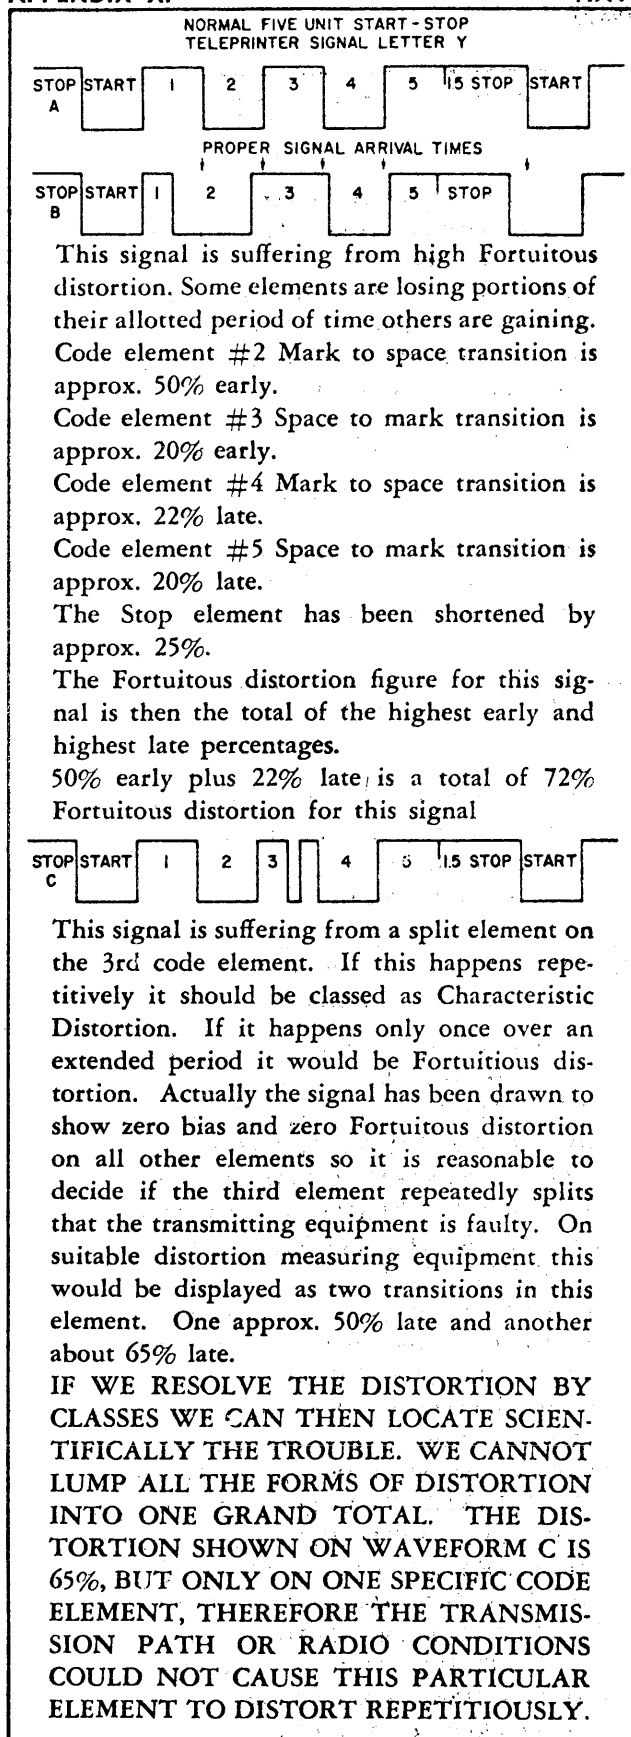 NORMAL FIVE UNIT START-STOP
TELEPRINTER SIGNAL LETTER Y
STOP START 1 2 3 4 5 1.5 STOP START
A
PROPER SIGNAL ARRIVAL TIMES
STOP START 1 2 3 4 5 STOP
B
This signal is suffering from high Fortuitous
distortion. Some elements are losing portions of
their allotted period of time others are gaining.
Code element #2 Mark to space transition is
approx. 50% early.
Code element #3 Space to mark transition is
approx. 20% early.
Code element #4 Mark to space transition is
approx. 22% late.
Code element #5 Space to mark transition is
approx. 20% late.
The Stop element has been shortened by
approx. 25%.
The Fortuitous distortion figure for this sig-
nal is then the total of the highest early and
highest late percentages.
50% early plus 22% late is a total of 72%
Fortuitous distortion for this signal
STOP START 1 2 3 4 5 1.5 STOP START
C
This signal is suffering from a split element on
the 3rd code element. If this happens repe-
titively it should be classed as Characteristic
Distortion. If it happens only once over an
extended period it would be Fortuitious dis-
tortion. Actually the signal has been drawn to
show zero bias and zero Fortuitous distortion
on all other elements so it is reasonable to
decide if the third element repeatedly splits
that the transmitting equipment is faulty. On
suitable distortion measuring equipment this
would be displayed as two transitions in this
element. One approx. 50% late and another
about 65% late.
IF WE RESOLVE THE DISTORTION BY
CLASSES WE CAN THEN LOCATE SCIEN-
TIFICALLY THE TROUBLE. WE CANNOT
LUMP ALL THE FORMS OF DISTORTION
INTO ONE GRAND TOTAL. THE DIS-
TORTION SHOWN ON WAVEFORM C IS
65%, BUT ONLY ON ONE SPECIFIC CODE
ELEMENT, THEREFORE THE TRANSMIS-
SION PATH OR RADIO CONDITIONS
COULD NOT CAUSE THIS PARTICULAR
ELEMENT TO DISTORT REPETITIOUSLY.